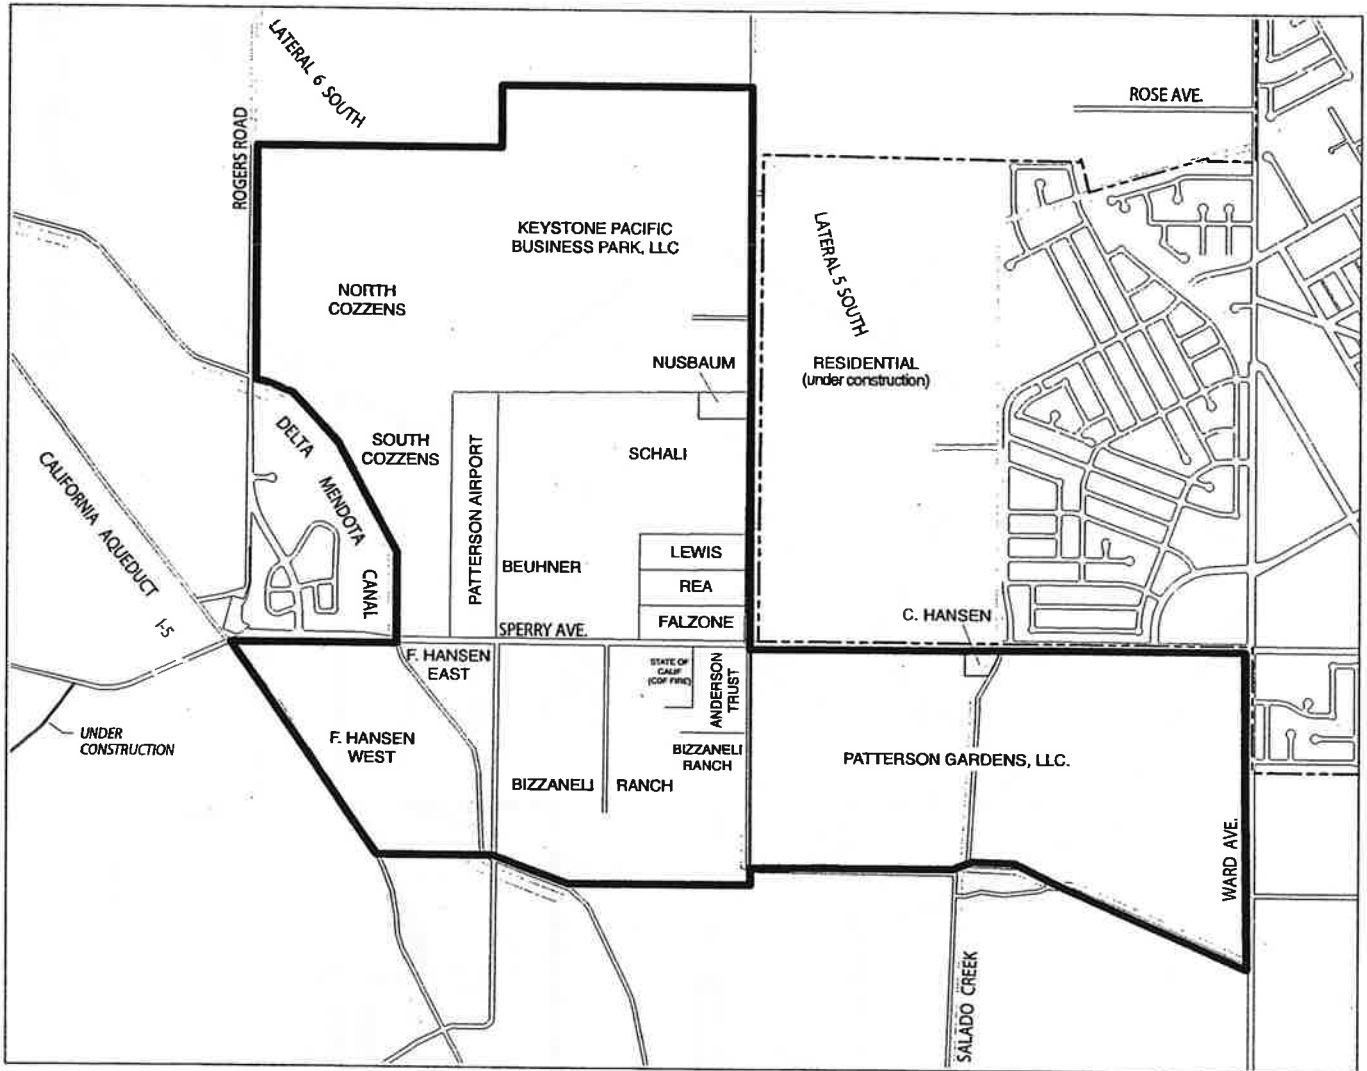 LATERAL 6 SOUTH
ROSE AVE.
ROGERS ROAD
KEYSTONE PACIFIC
BUSINESS PARK, LLC
LATERAL 5 SOUTH
NORTH
COZZENS
NUSBAUM
RESIDENTIAL
(under construction)
DELTA
MENDOTA
CANAL
SOUTH
COZZENS
SCHALI
CALIFORNIA AQUEDUCT
I-5
PATTERSON AIRPORT
BEUHNER
LEWIS
REA
FALZONE
C. HANSEN
SPERRY AVE.
F. HANSEN
EAST
STATE OF
CALIF
(CDF FIRE)
ANDERSON
TRUST
UNDER
CONSTRUCTION
F. HANSEN
WEST
BIZZANELI
RANCH
BIZZANELI RANCH
PATTERSON GARDENS, LLC.
WARD AVE.
SALADO CREEK